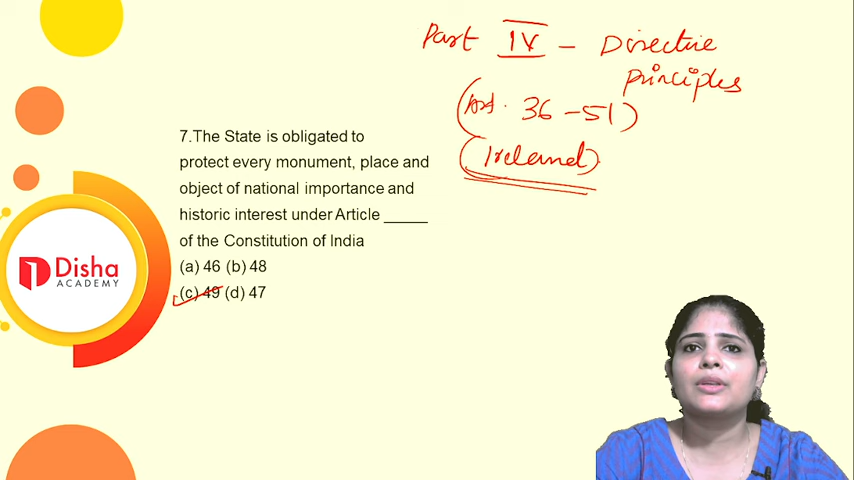 Part IV - Directive
Principles
(Art. 36-51)
(Ireland)
7.The State is obligated to
protect every monument, place and
object of national importance and
historic interest under Article _____
of the Constitution of India
(a) 46 (b) 48
(c) 49 (d) 47
Disha
ACADEMY